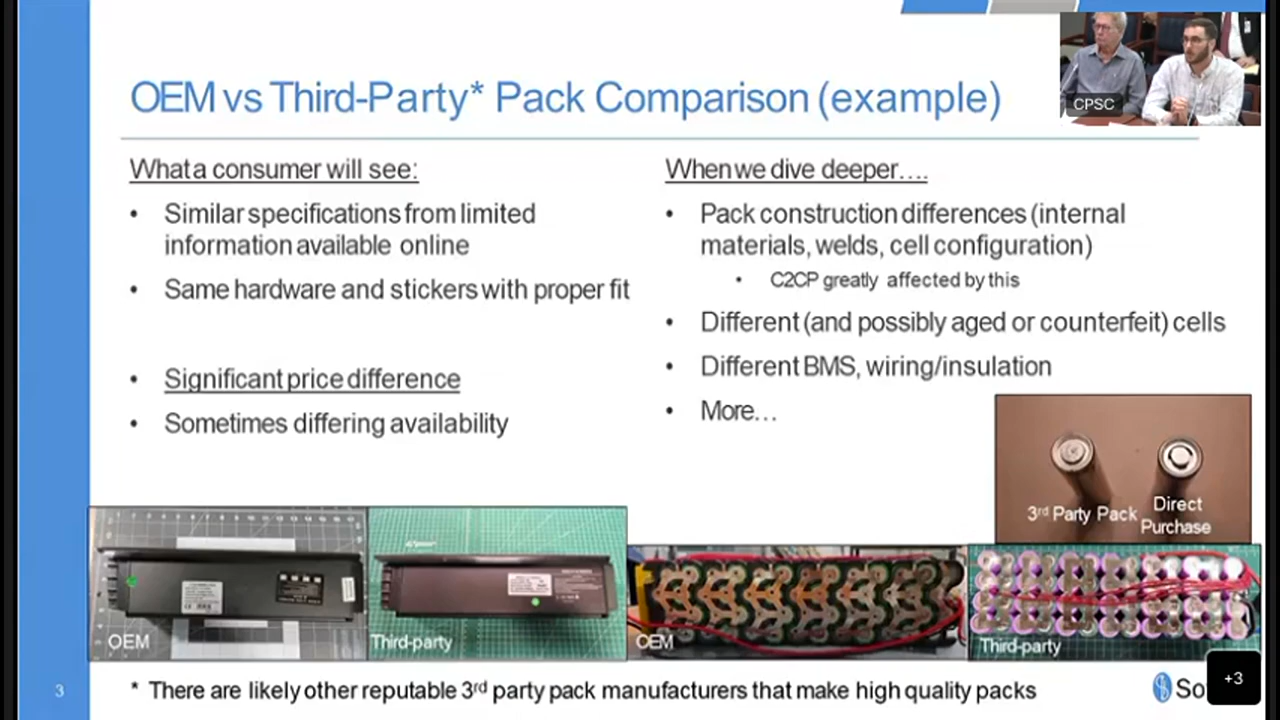 OEM vs Third-Party* Pack Comparison (example)
CPSC
What a consumer will see:
• Similar specifications from limited
information available online
• Same hardware and stickers with proper fit
• Significant price difference
• Sometimes differing availability
When we dive deeper….
• Pack construction differences (internal
materials, welds, cell configuration)
• C2CP greatly affected by this
• Different (and possibly aged or counterfeit) cells
• Different BMS, wiring/insulation
• More…
3rd Party Pack
Direct
Purchase
OEM
Third-party
OEM
Third-party
3
* There are likely other reputable 3rd party pack manufacturers that make high quality packs
+3